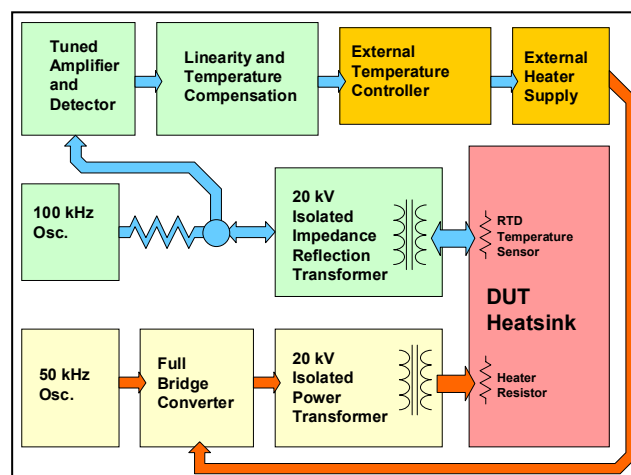 Tuned
Amplifier
and
Detector
Linearity and
Temperature
Compensation
External
Temperature
Controller
External
Heater
Supply
100 kHz
Osc.
20 kV
Isolated
Impedance
Reflection
Transformer
RTD
Temperature
Sensor
DUT
Heatsink
50 kHz
Osc.
Full
Bridge
Converter
20 kV
Isolated
Power
Transformer
Heater
Resistor